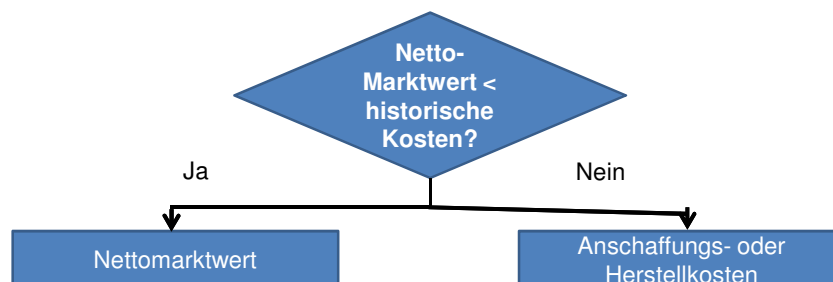 Netto-
Marktwert <
historische
Kosten?
Ja
Nein
Nettomarktwert
Anschaffungs- oder
Herstellkosten